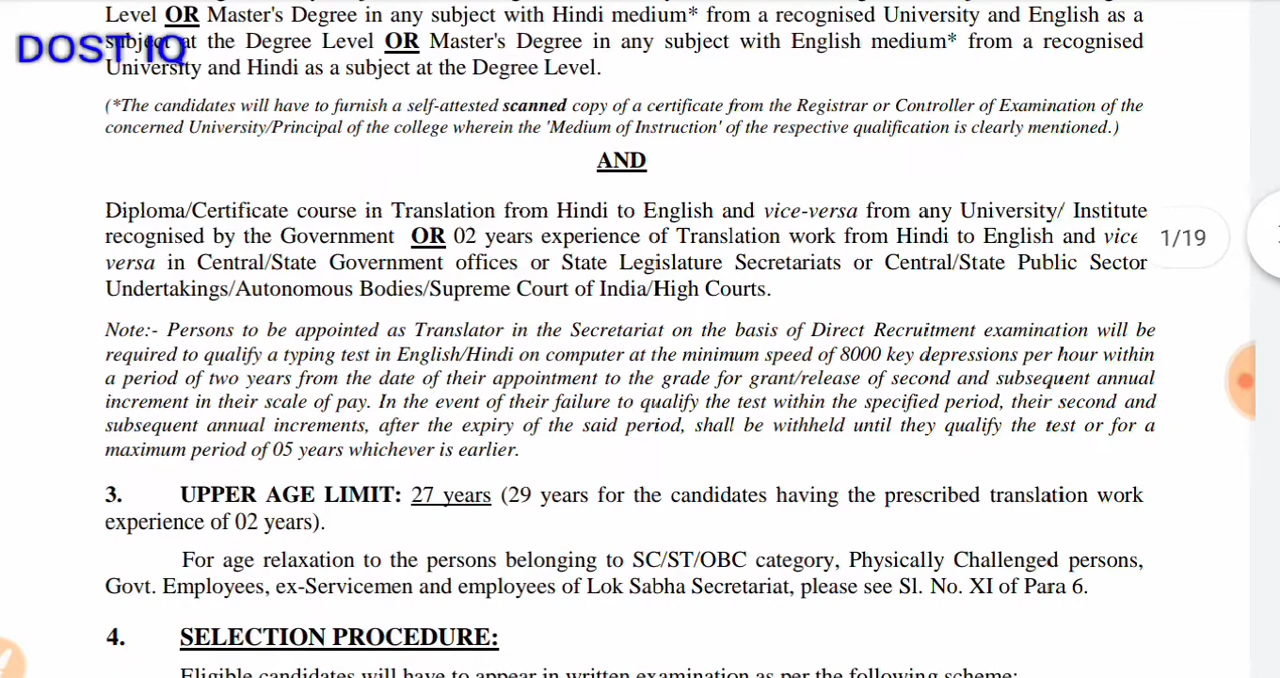 Level OR Master's Degree in any subject with Hindi medium* from a recognised University and English as a
DOST IQ
subject at the Degree Level OR Master's Degree in any subject with English medium* from a recognised
University and Hindi as a subject at the Degree Level.
(*The candidates will have to furnish a self-attested scanned copy of a certificate from the Registrar or Controller of Examination of the
concerned University/Principal of the college wherein the 'Medium of Instruction' of the respective qualification is clearly mentioned.)
AND
Diploma/Certificate course in Translation from Hindi to English and vice-versa from any University/ Institute
recognised by the Government OR 02 years experience of Translation work from Hindi to English and vice
1/19
versa in Central/State Government offices or State Legislature Secretariats or Central/State Public Sector
Undertakings/Autonomous Bodies/Supreme Court of India/High Courts.
Note:- Persons to be appointed as Translator in the Secretariat on the basis of Direct Recruitment examination will be
required to qualify a typing test in English/Hindi on computer at the minimum speed of 8000 key depressions per hour within
a period of two years from the date of their appointment to the grade for grant/release of second and subsequent annual
increment in their scale of pay. In the event of their failure to qualify the test within the specified period, their second and
subsequent annual increments, after the expiry of the said period, shall be withheld until they qualify the test or for a
maximum period of 05 years whichever is earlier.
3. UPPER AGE LIMIT: 27 years (29 years for the candidates having the prescribed translation work
experience of 02 years).
For age relaxation to the persons belonging to SC/ST/OBC category, Physically Challenged persons,
Govt. Employees, ex-Servicemen and employees of Lok Sabha Secretariat, please see Sl. No. XI of Para 6.
4. SELECTION PROCEDURE:
Eligible candidates will have to appear in written examination as per the following scheme: